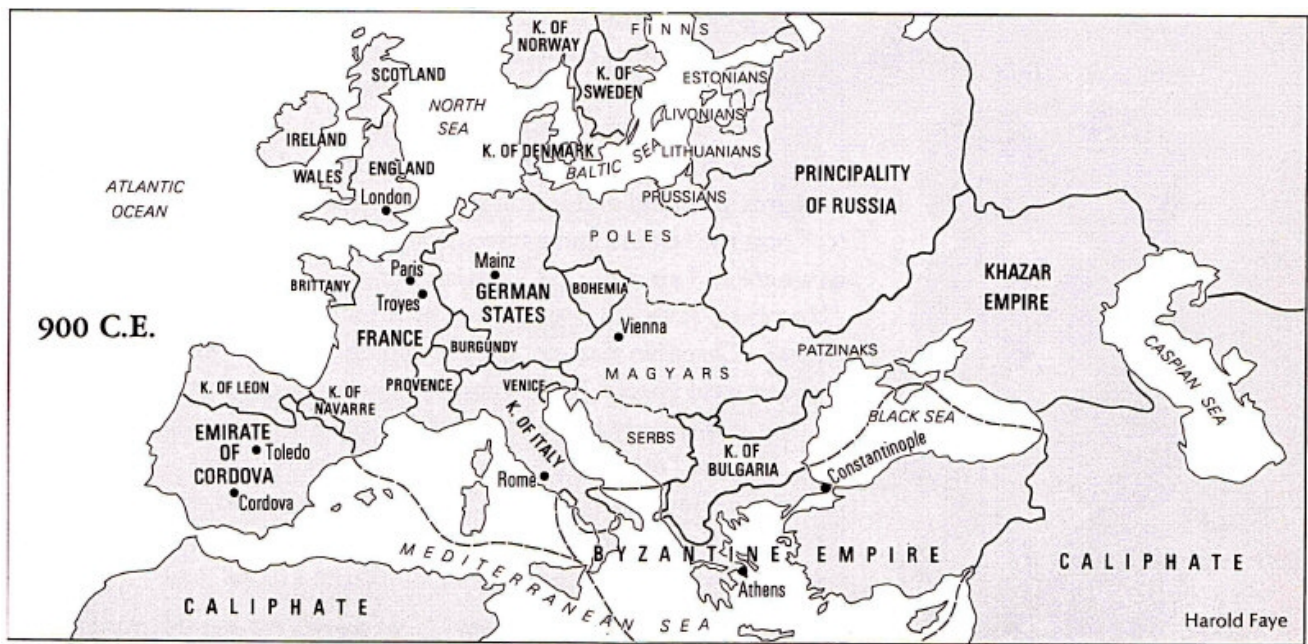 K. OF
NORWAY
FINNS
SCOTLAND
K. OF
SWEDEN
ESTONIANS
NORTH
SEA
LIVONIANS
IRELAND
K. OF DENMARK
LITHUANIANS
BALTIC SEA
WALES
ENGLAND
PRINCIPALITY
OF RUSSIA
ATLANTIC
OCEAN
London
PRUSSIANS
POLES
Paris
Mainz
KHAZAR
EMPIRE
BRITTANY
Troyes
GERMAN
STATES
BOHEMIA
900 C.E.
FRANCE
Vienna
BURGUNDY
PATZINAKS
MAGYARS
CASPIAN
SEA
K. OF LEON
PROVENCE
VENICE
K. OF
NAVARRE
BLACK SEA
EMIRATE
OF
CORDOVA
Toledo
K. OF ITALY
SERBS
K. OF
BULGARIA
Constantinople
Rome
Cordova
MEDITERRANEAN SEA
BYZANTINE EMPIRE
CALIPHATE
Athens
CALIPHATE
Harold Faye